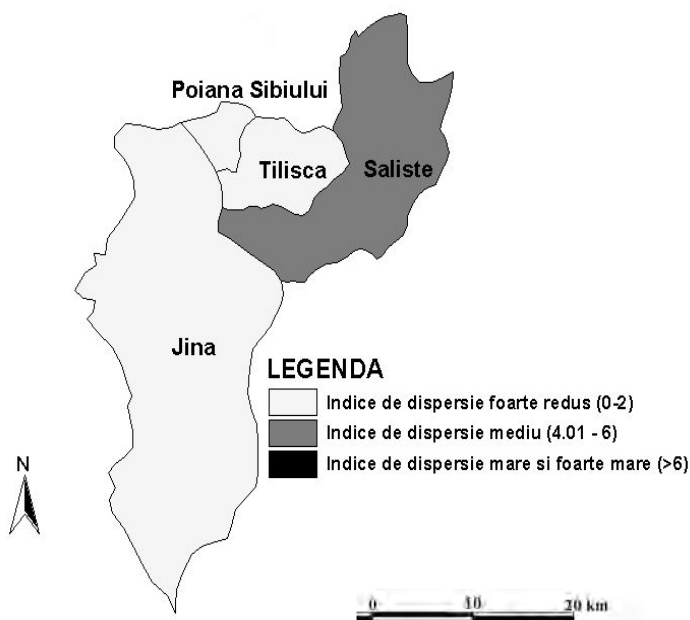 Poiana Sibiului
Tilisca
Saliste
Jina
LEGENDA
Indice de dispersie foarte redus (0-2)
Indice de dispersie mediu (4.01 - 6)
Indice de dispersie mare si foarte mare (>6)
N
0 10 20 km